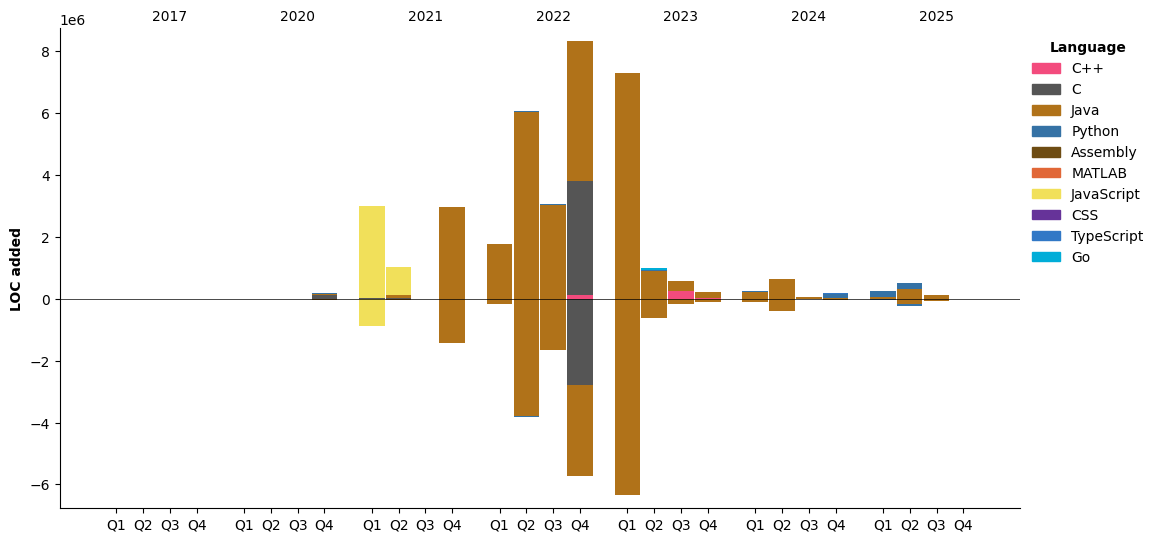 1e6
2017 2020 2021 2022 2023 2024 2025
LOC added
8
6
4
2
0
−2
−4
−6
Q1 Q2 Q3 Q4 Q1 Q2 Q3 Q4 Q1 Q2 Q3 Q4 Q1 Q2 Q3 Q4 Q1 Q2 Q3 Q4 Q1 Q2 Q3 Q4 Q1 Q2 Q3 Q4
Language
C++
C
Java
Python
Assembly
MATLAB
JavaScript
CSS
TypeScript
Go